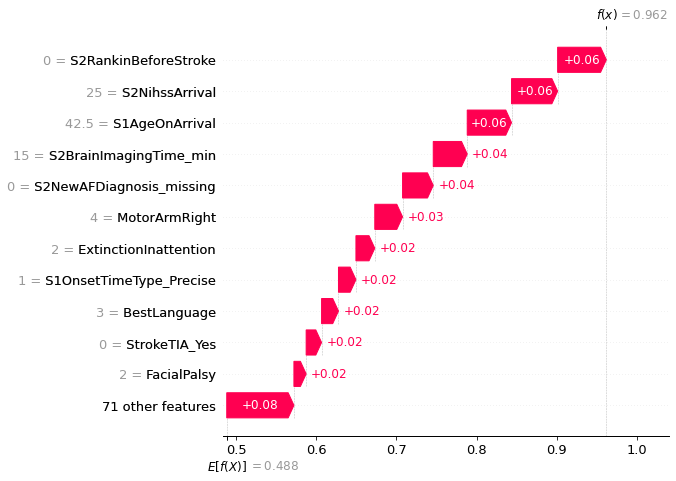 f(x) = 0.962
0 = S2RankinBeforeStroke +0.06
25 = S2NihssArrival +0.06
42.5 = S1AgeOnArrival +0.06
15 = S2BrainImagingTime_min +0.04
0 = S2NewAFDiagnosis_missing +0.04
4 = MotorArmRight +0.03
2 = ExtinctionInattention +0.02
1 = S1OnsetTimeType_Precise +0.02
3 = BestLanguage +0.02
0 = StrokeTIA_Yes +0.02
2 = FacialPalsy +0.02
71 other features +0.08
0.5 0.6 0.7 0.8 0.9 1.0
E[f(X)] = 0.488